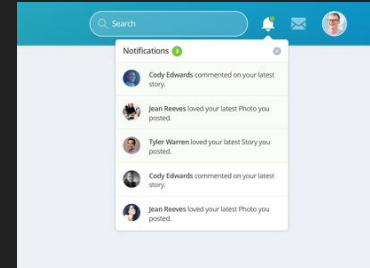 Search
Notifications 3
Cody Edwards commented on your latest
story.
Jean Reeves loved your latest Photo you
posted.
Tyler Warren loved your latest Story you
posted.
Cody Edwards commented on your latest
story.
Jean Reeves loved your latest Photo you
posted.